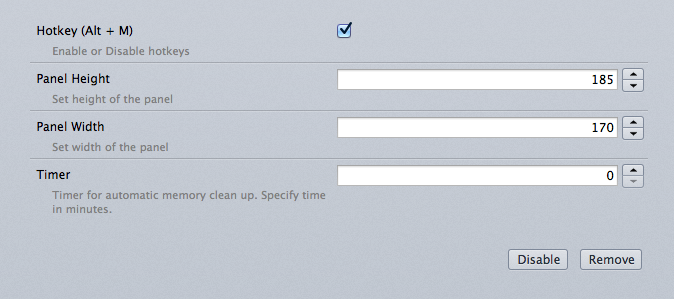 Hotkey (Alt + M)
Enable or Disable hotkeys
Panel Height
185
Set height of the panel
Panel Width
170
Set width of the panel
Timer
0
Timer for automatic memory clean up. Specify time
in minutes.
Disable
Remove